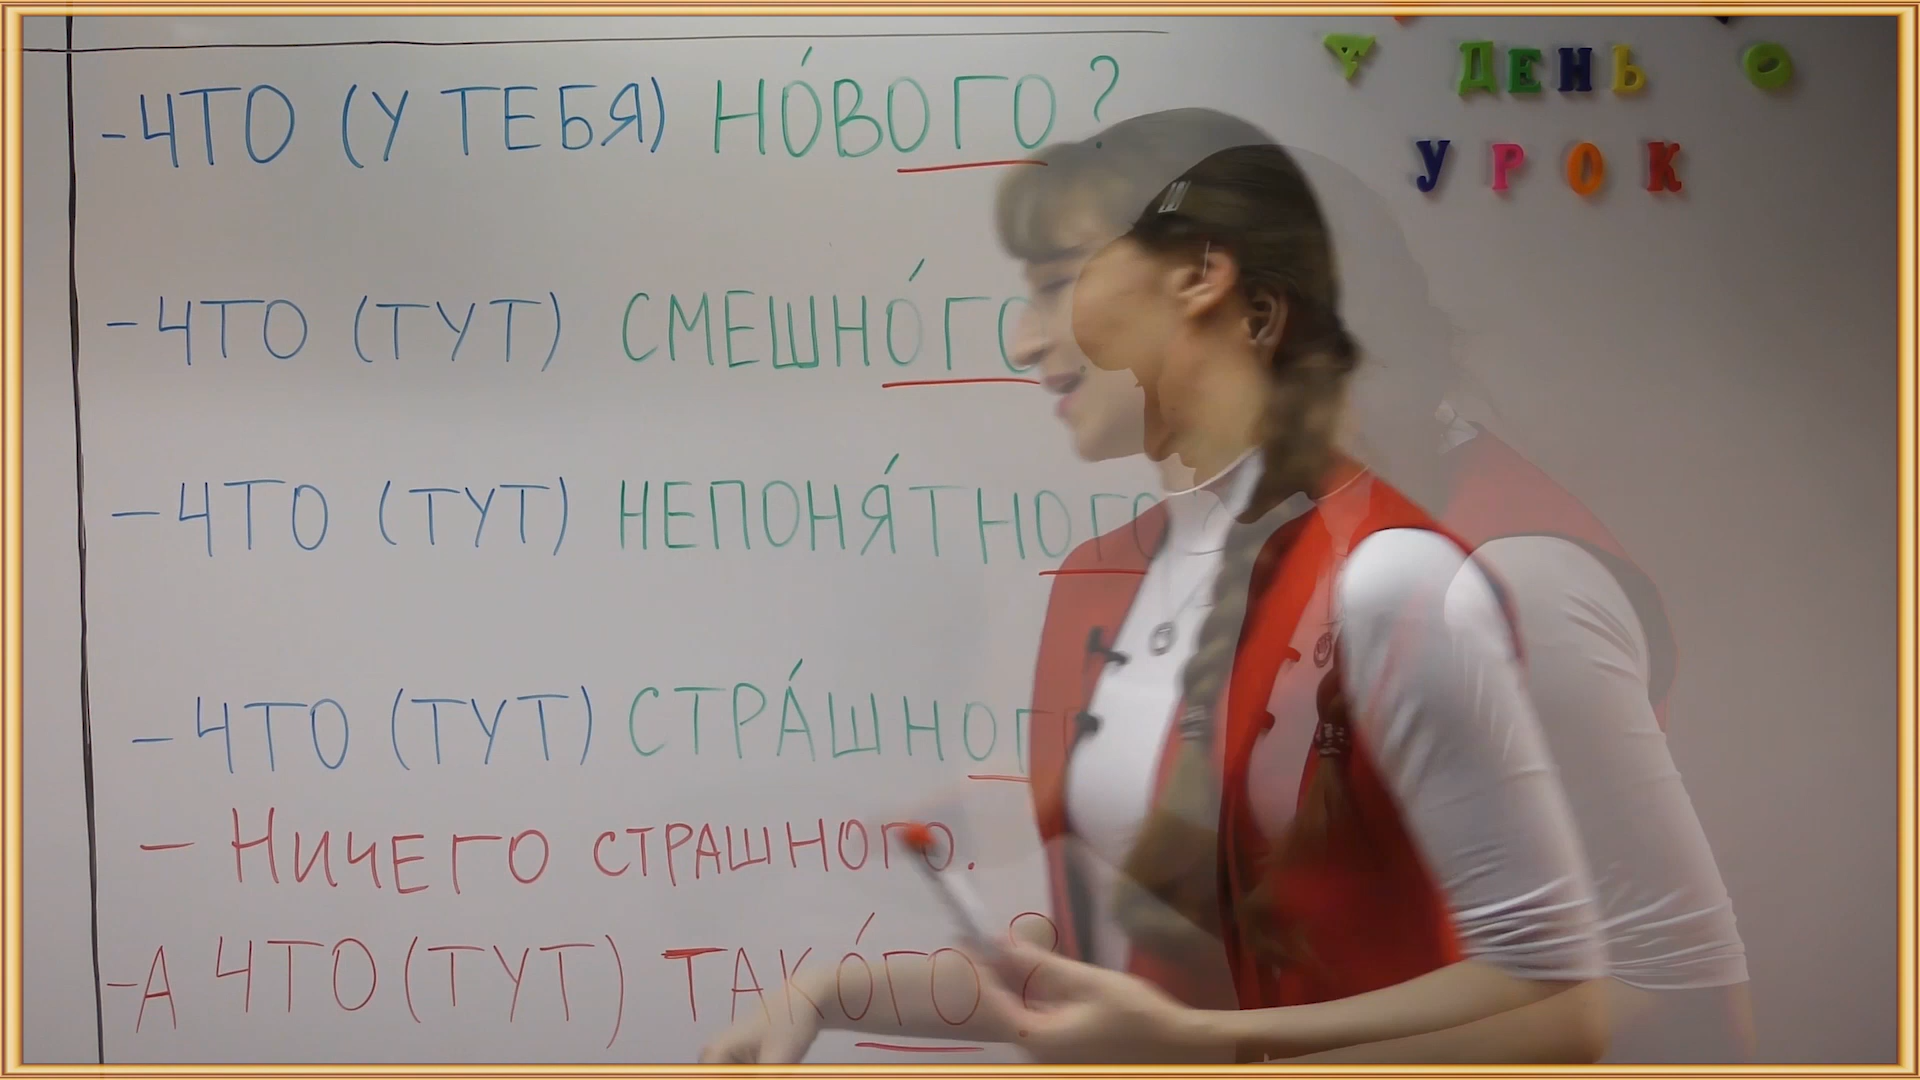 -ЧТО (У ТЕБЯ) НО́ВОГО?
-ЧТО (ТУТ) СМЕШНО́ГО
-ЧТО (ТУТ) НЕПОНЯ́ТНОГО
-ЧТО (ТУТ) СТРА́ШНОГО
- НИЧЕГО СТРАШНОГО.
-А ЧТО (ТУТ) ТАКО́ГО?
ДЕНЬ
УРОК